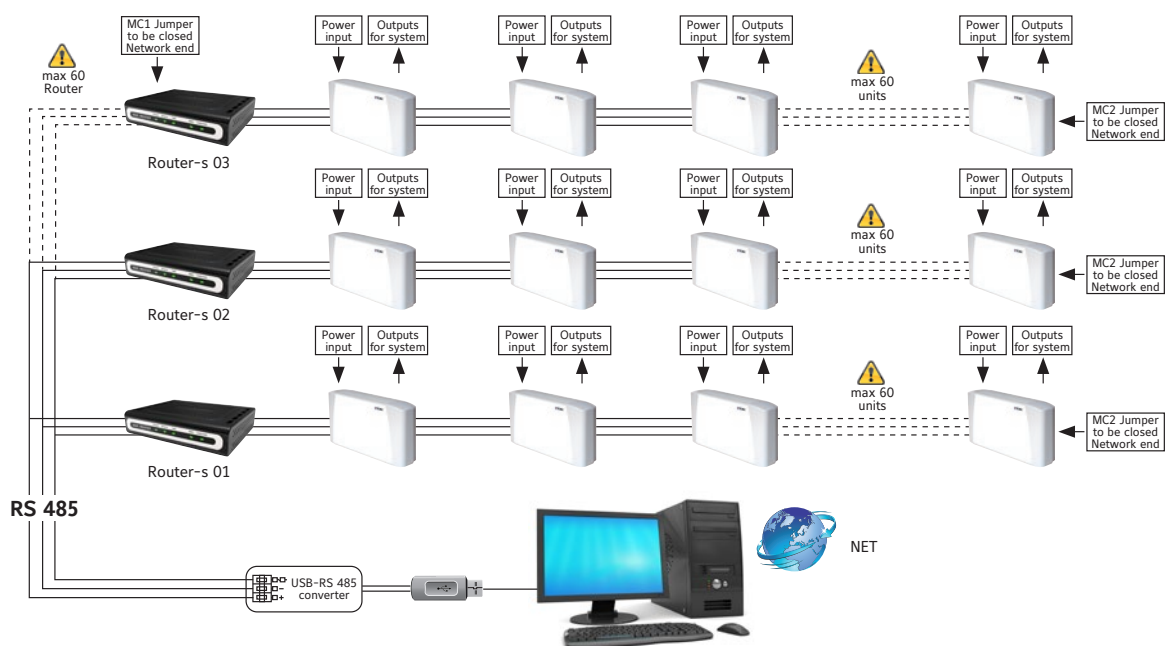 MC1 Jumper
to be closed
Network end
Power
input
Outputs
for system
Power
input
Outputs
for system
Power
input
Outputs
for system
Power
input
Outputs
for system
max 60
Router
max 60
units
MC2 Jumper
to be closed
Network end
Router-s 03
Power
input
Outputs
for system
Power
input
Outputs
for system
Power
input
Outputs
for system
Power
input
Outputs
for system
max 60
units
MC2 Jumper
to be closed
Network end
Router-s 02
Power
input
Outputs
for system
Power
input
Outputs
for system
Power
input
Outputs
for system
Power
input
Outputs
for system
max 60
units
MC2 Jumper
to be closed
Network end
Router-s 01
RS 485
NET
USB-RS 485
converter
-
+